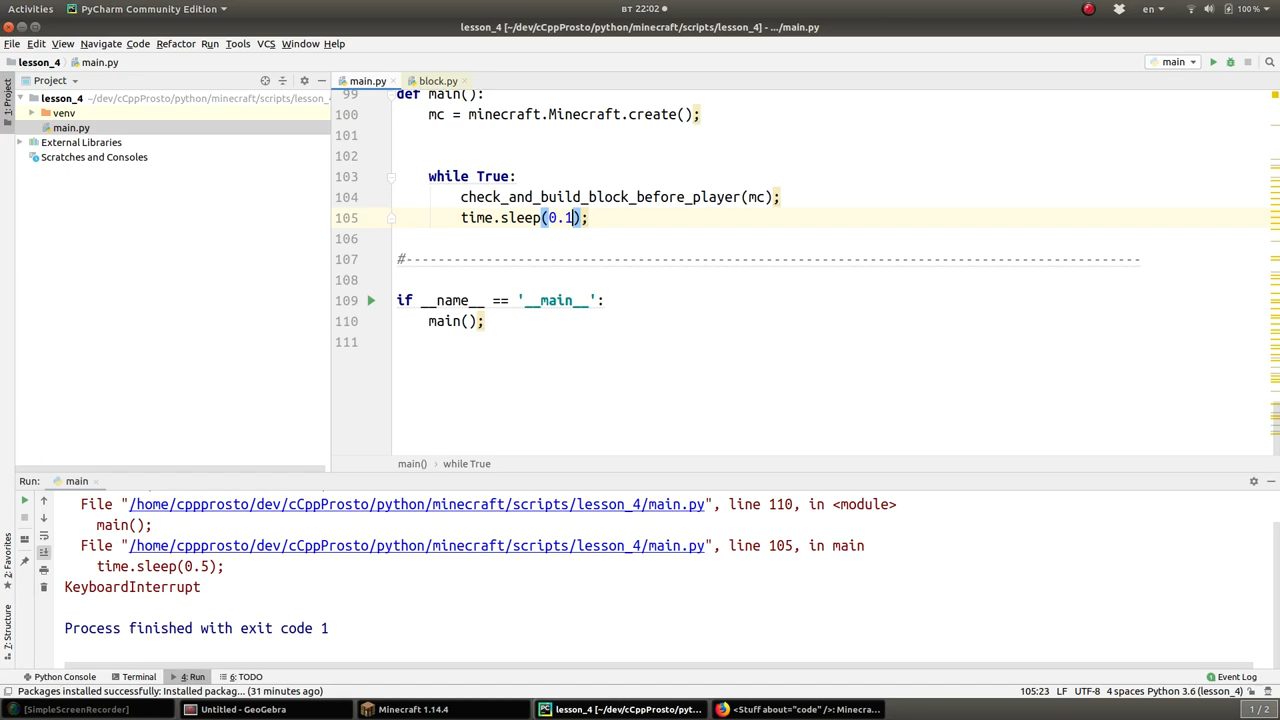 Activities PyCharm Community Edition ВТ 22:02 en 100 %
lesson_4 [~/dev/cCppProsto/python/minecraft/scripts/lesson_4] - .../main.py
File Edit View Navigate Code Refactor Run Tools VCS Window Help
lesson_4 main.py main
Project main.py block.py
1: Project
lesson_4 ~/dev/cCppProsto/python/minecraft/scripts/lesson_
venv
main.py
External Libraries
Scratches and Consoles
99 def main():
100 mc = minecraft.Minecraft.create();
101
102
103 while True:
104 check_and_build_block_before_player(mc);
105 time.sleep(0.1);
106
107 #--------------------------------------------------------------------------------------------
108
109 if __name__ == '__main__':
110 main();
111
main() while True
Run: main
File "/home/cppprosto/dev/cCppProsto/python/minecraft/scripts/lesson_4/main.py", line 110, in <module>
main();
File "/home/cppprosto/dev/cCppProsto/python/minecraft/scripts/lesson_4/main.py", line 105, in main
time.sleep(0.5);
KeyboardInterrupt
Process finished with exit code 1
2: Favorites
7: Structure
Python Console Terminal 4: Run 6: TODO Event Log
Packages installed successfully: Installed packag... (31 minutes ago) 105:23 LF UTF-8 4 spaces Python 3.6 (lesson_4)
[SimpleScreenRecorder] Untitled - GeoGebra Minecraft 1.14.4 lesson_4 [~/dev/cCppProsto/pyt... <Stuff about="code" />: Minecra... 1 / 2